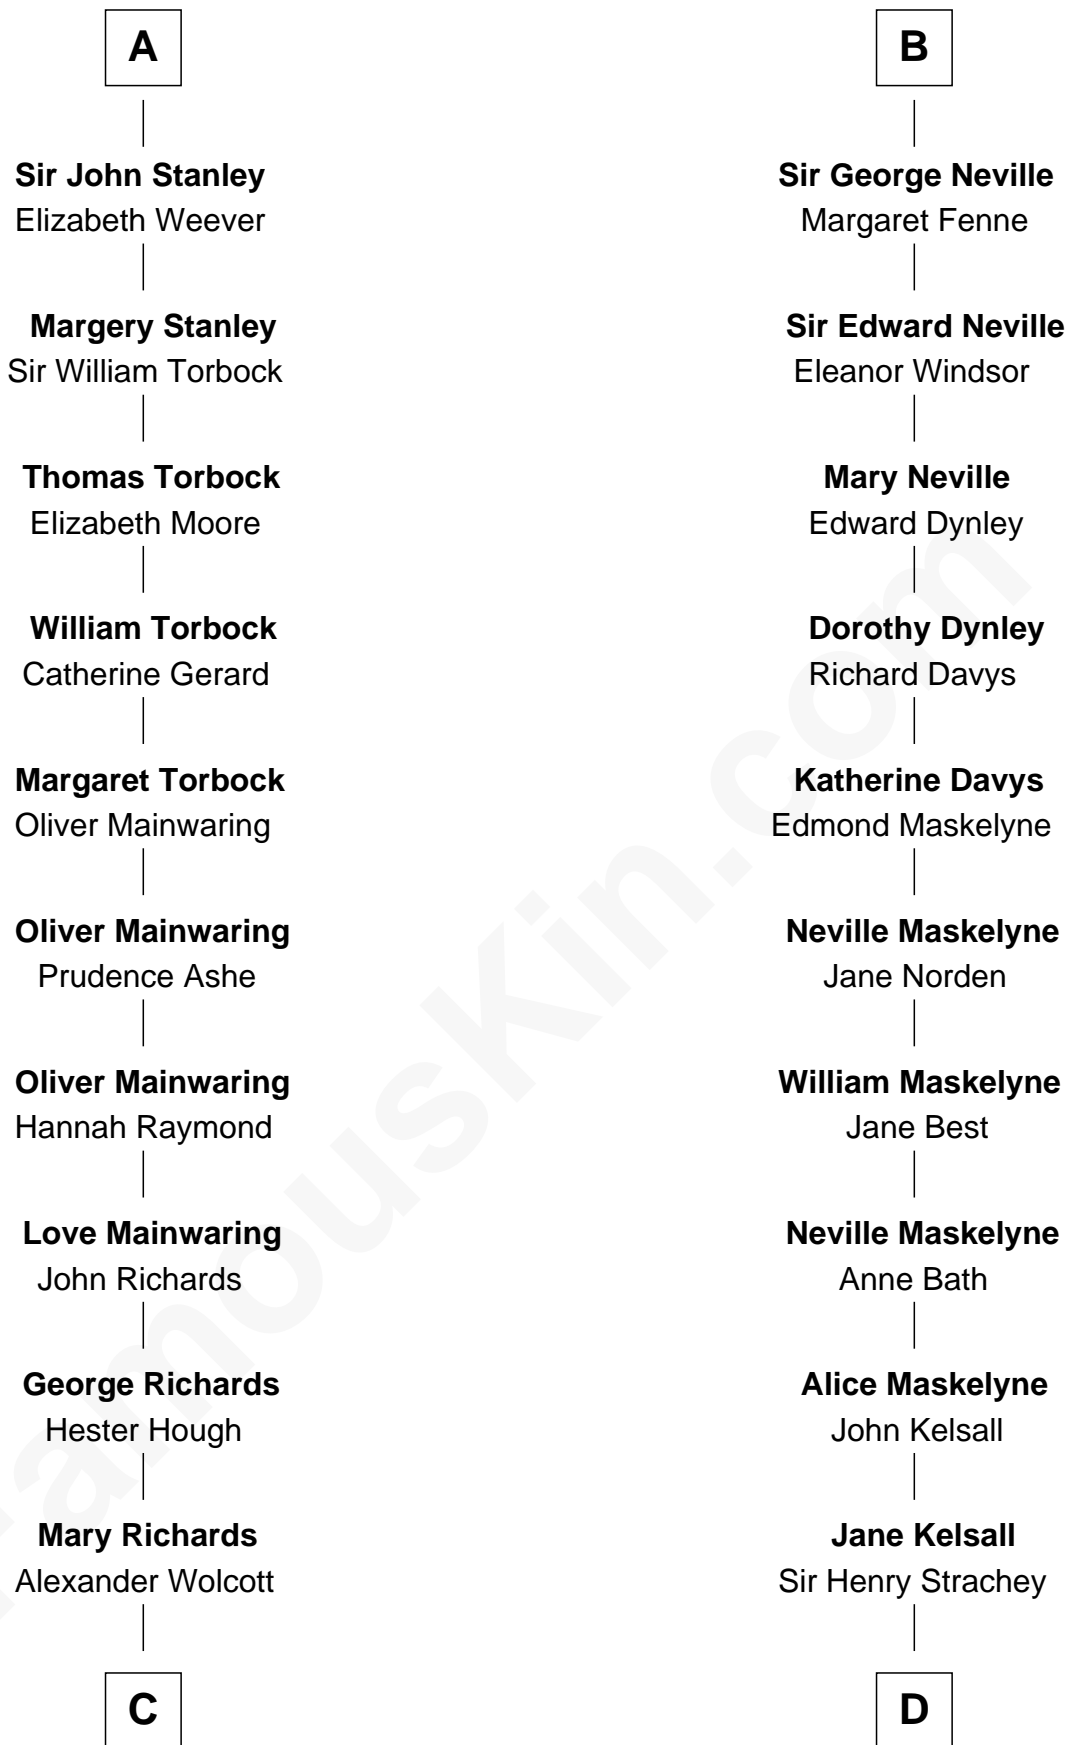 A
Sir John Stanley
Elizabeth Weever
Margery Stanley
Sir William Torbock
Thomas Torbock
Elizabeth Moore
William Torbock
Catherine Gerard
Margaret Torbock
Oliver Mainwaring
Oliver Mainwaring
Prudence Ashe
Oliver Mainwaring
Hannah Raymond
Love Mainwaring
John Richards
George Richards
Hester Hough
Mary Richards
Alexander Wolcott
C
B
Sir George Neville
Margaret Fenne
Sir Edward Neville
Eleanor Windsor
Mary Neville
Edward Dynley
Dorothy Dynley
Richard Davys
Katherine Davys
Edmond Maskelyne
Neville Maskelyne
Jane Norden
William Maskelyne
Jane Best
Neville Maskelyne
Anne Bath
Alice Maskelyne
John Kelsall
Jane Kelsall
Sir Henry Strachey
D
FamousKin.com